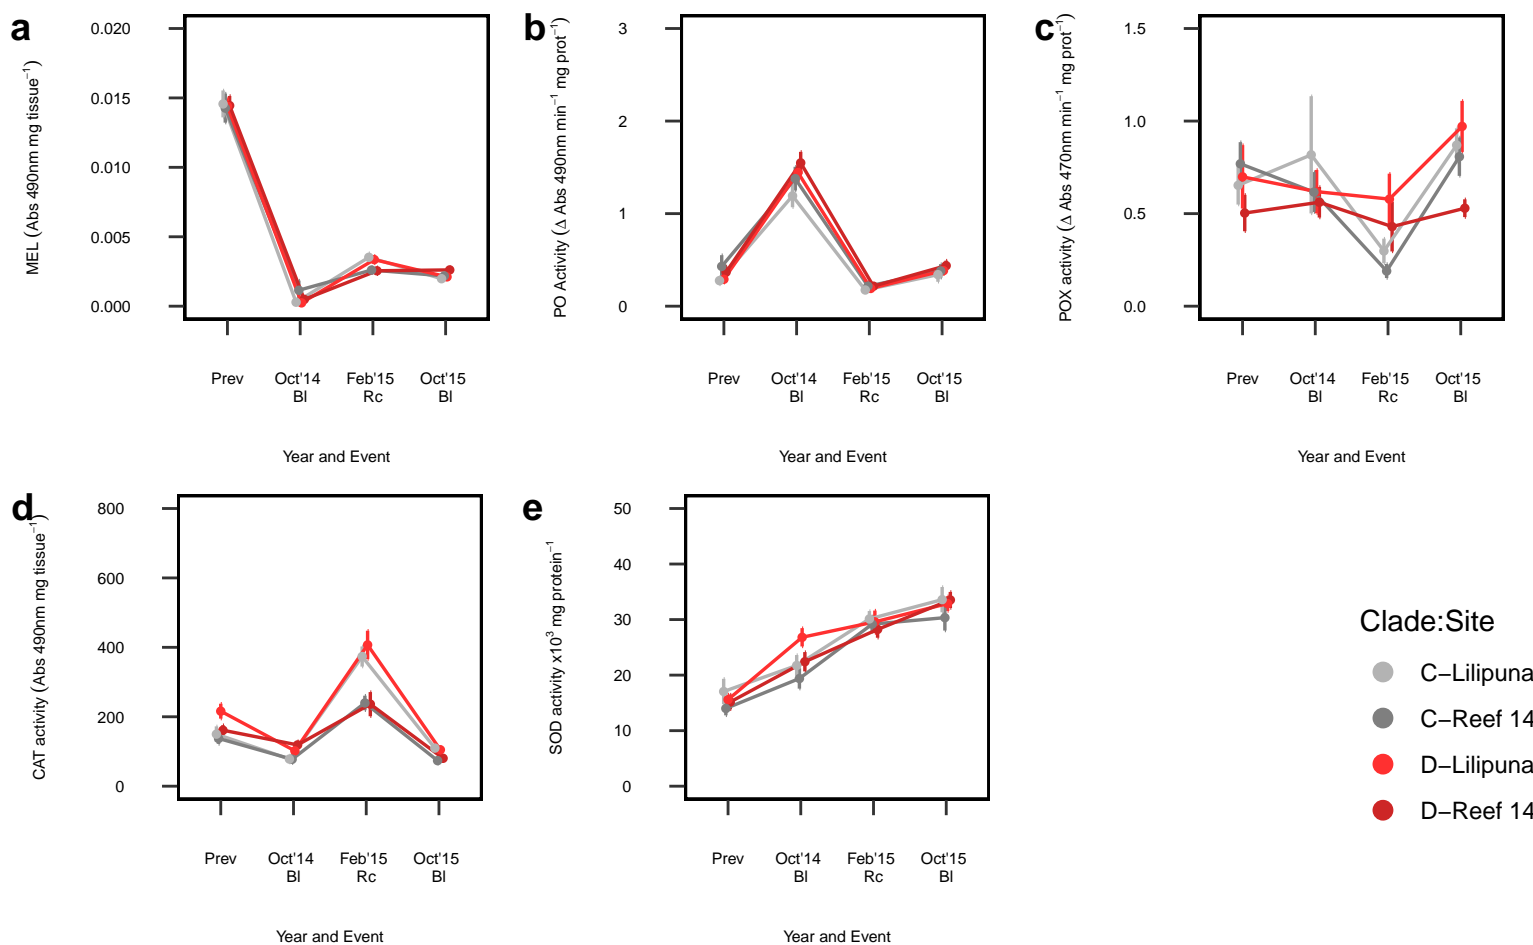 a
MEL (Abs 490nm mg tissue⁻¹)
0.020
0.015
0.010
0.005
0.000
Prev
Oct'14
Bl
Feb'15
Rc
Oct'15
Bl
Year and Event
b
PO Activity (Δ Abs 490nm min⁻¹ mg prot⁻¹)
3
2
1
0
Prev
Oct'14
Bl
Feb'15
Rc
Oct'15
Bl
Year and Event
c
POX activity (Δ Abs 470nm min⁻¹ mg prot⁻¹)
1.5
1.0
0.5
0.0
Prev
Oct'14
Bl
Feb'15
Rc
Oct'15
Bl
Year and Event
d
CAT activity (Abs 490nm mg tissue⁻¹)
800
600
400
200
0
Prev
Oct'14
Bl
Feb'15
Rc
Oct'15
Bl
Year and Event
e
SOD activity x10³ mg protein⁻¹
50
40
30
20
10
0
Prev
Oct'14
Bl
Feb'15
Rc
Oct'15
Bl
Year and Event
Clade:Site
C−Lilipuna
C−Reef 14
D−Lilipuna
D−Reef 14